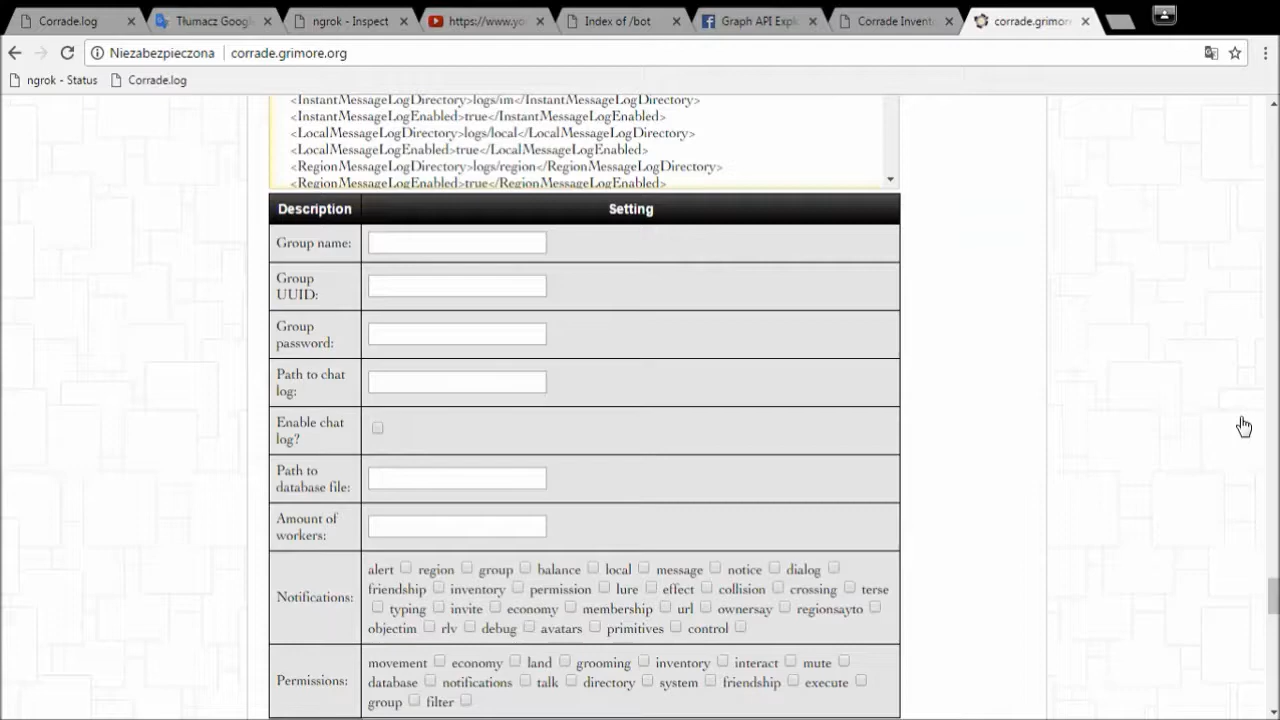 Corrade.log
Tłumacz Googl
ngrok - Inspect
https://www.yo
Index of /bot
Graph API Expl
Corrade Invent
corrade.grimor
Niezabezpieczona
corrade.grimore.org
ngrok - Status
Corrade.log
<InstantMessageLogDirectory>logs/im</InstantMessageLogDirectory>
<InstantMessageLogEnabled>true</InstantMessageLogEnabled>
<LocalMessageLogDirectory>logs/local</LocalMessageLogDirectory>
<LocalMessageLogEnabled>true</LocalMessageLogEnabled>
<RegionMessageLogDirectory>logs/region</RegionMessageLogDirectory>
<RegionMessageLogEnabled>true</RegionMessageLogEnabled>
Description Setting
Group name:
Group
UUID:
Group
password:
Path to chat
log:
Enable chat
log?
Path to
database file:
Amount of
workers:
Notifications:
alert region group balance local message notice dialog
friendship inventory permission lure effect collision crossing terse
typing invite economy membership url ownersay regionsayto
objectim rlv debug avatars primitives control
Permissions:
movement economy land grooming inventory interact mute
database notifications talk directory system friendship execute
group filter